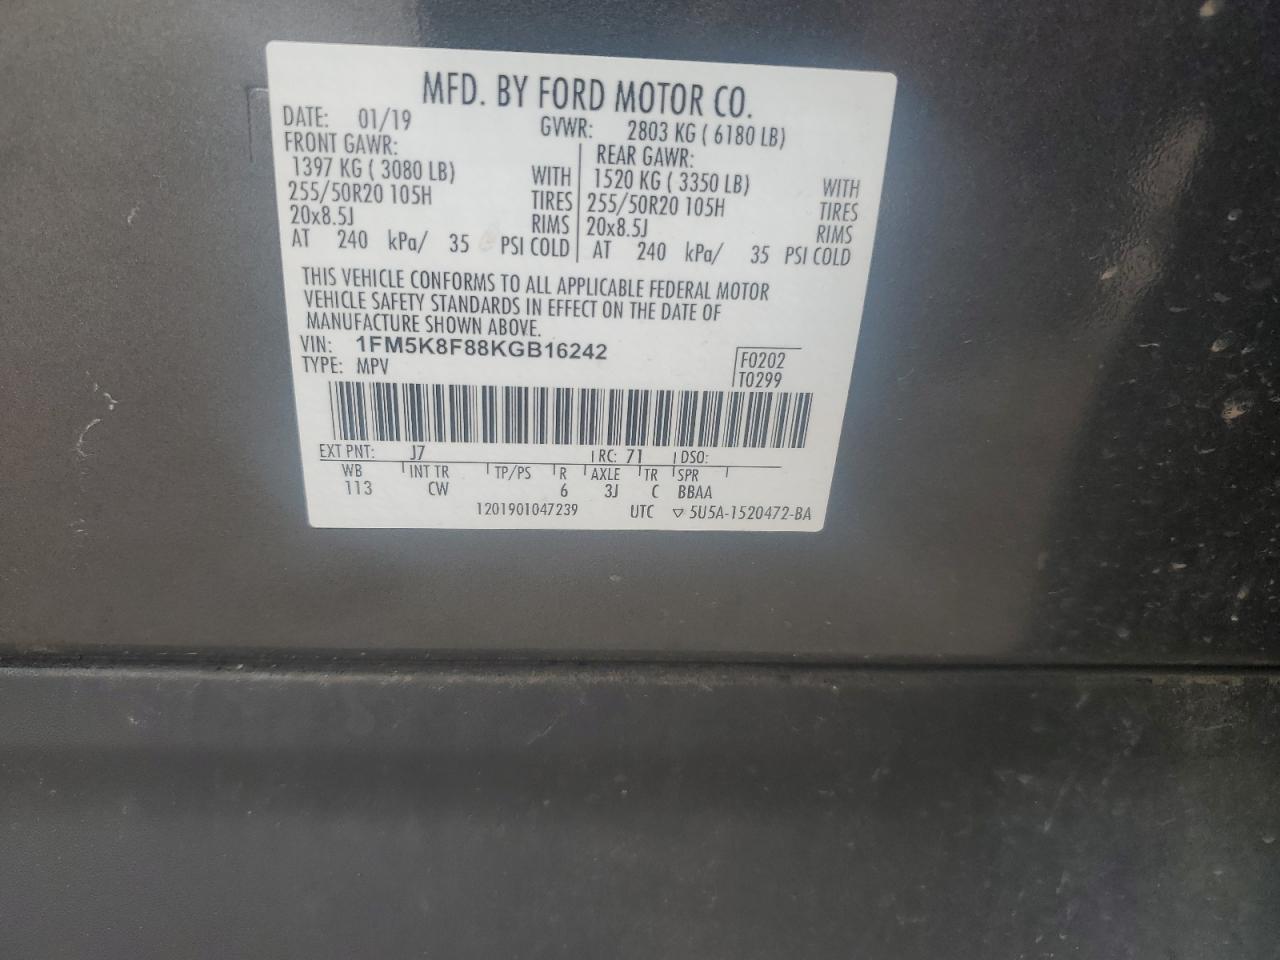 MFD. BY FORD MOTOR CO.
DATE: 01/19 GVWR: 2803 KG ( 6180 LB)
FRONT GAWR: REAR GAWR:
1397 KG ( 3080 LB) WITH 1520 KG ( 3350 LB) WITH
255/50R20 105H TIRES 255/50R20 105H TIRES
20x8.5J RIMS 20x8.5J RIMS
AT 240 kPa/ 35 PSI COLD AT 240 kPa/ 35 PSI COLD
THIS VEHICLE CONFORMS TO ALL APPLICABLE FEDERAL MOTOR
VEHICLE SAFETY STANDARDS IN EFFECT ON THE DATE OF
MANUFACTURE SHOWN ABOVE.
VIN: 1FM5K8F88KGB16242
TYPE: MPV
F0202
T0299
EXT PNT: J7 RC: 71 DSO:
WB INT TR TP/PS R AXLE TR SPR
113 CW 6 3J C BBAA
1201901047239 UTC ▽ 5U5A-1520472-BA